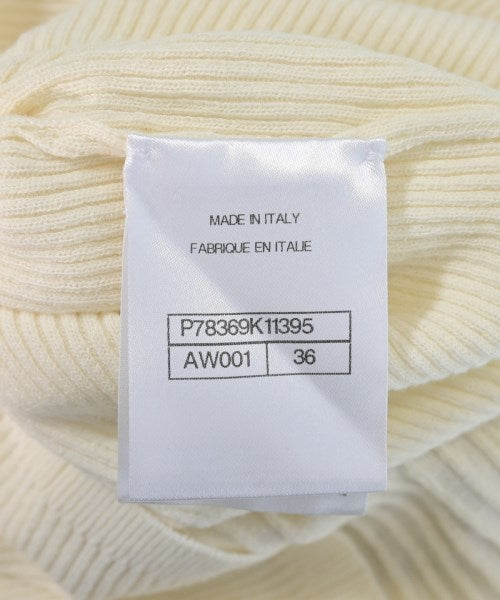 MADE IN ITALY
FABRIQUE EN ITALIE
P78369K11395
AW001 36